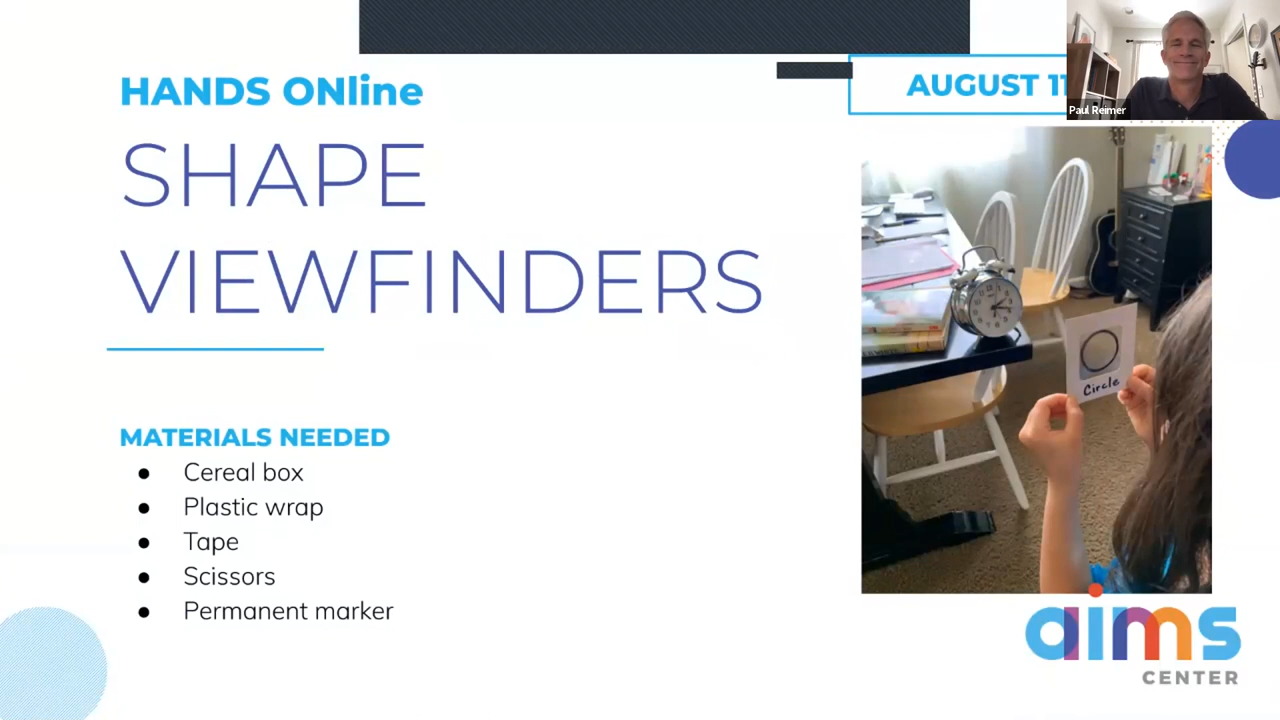 HANDS ONline
AUGUST 11
Paul Reimer
SHAPE
VIEWFINDERS
Circle
MATERIALS NEEDED
● Cereal box
● Plastic wrap
● Tape
● Scissors
● Permanent marker
aims
CENTER